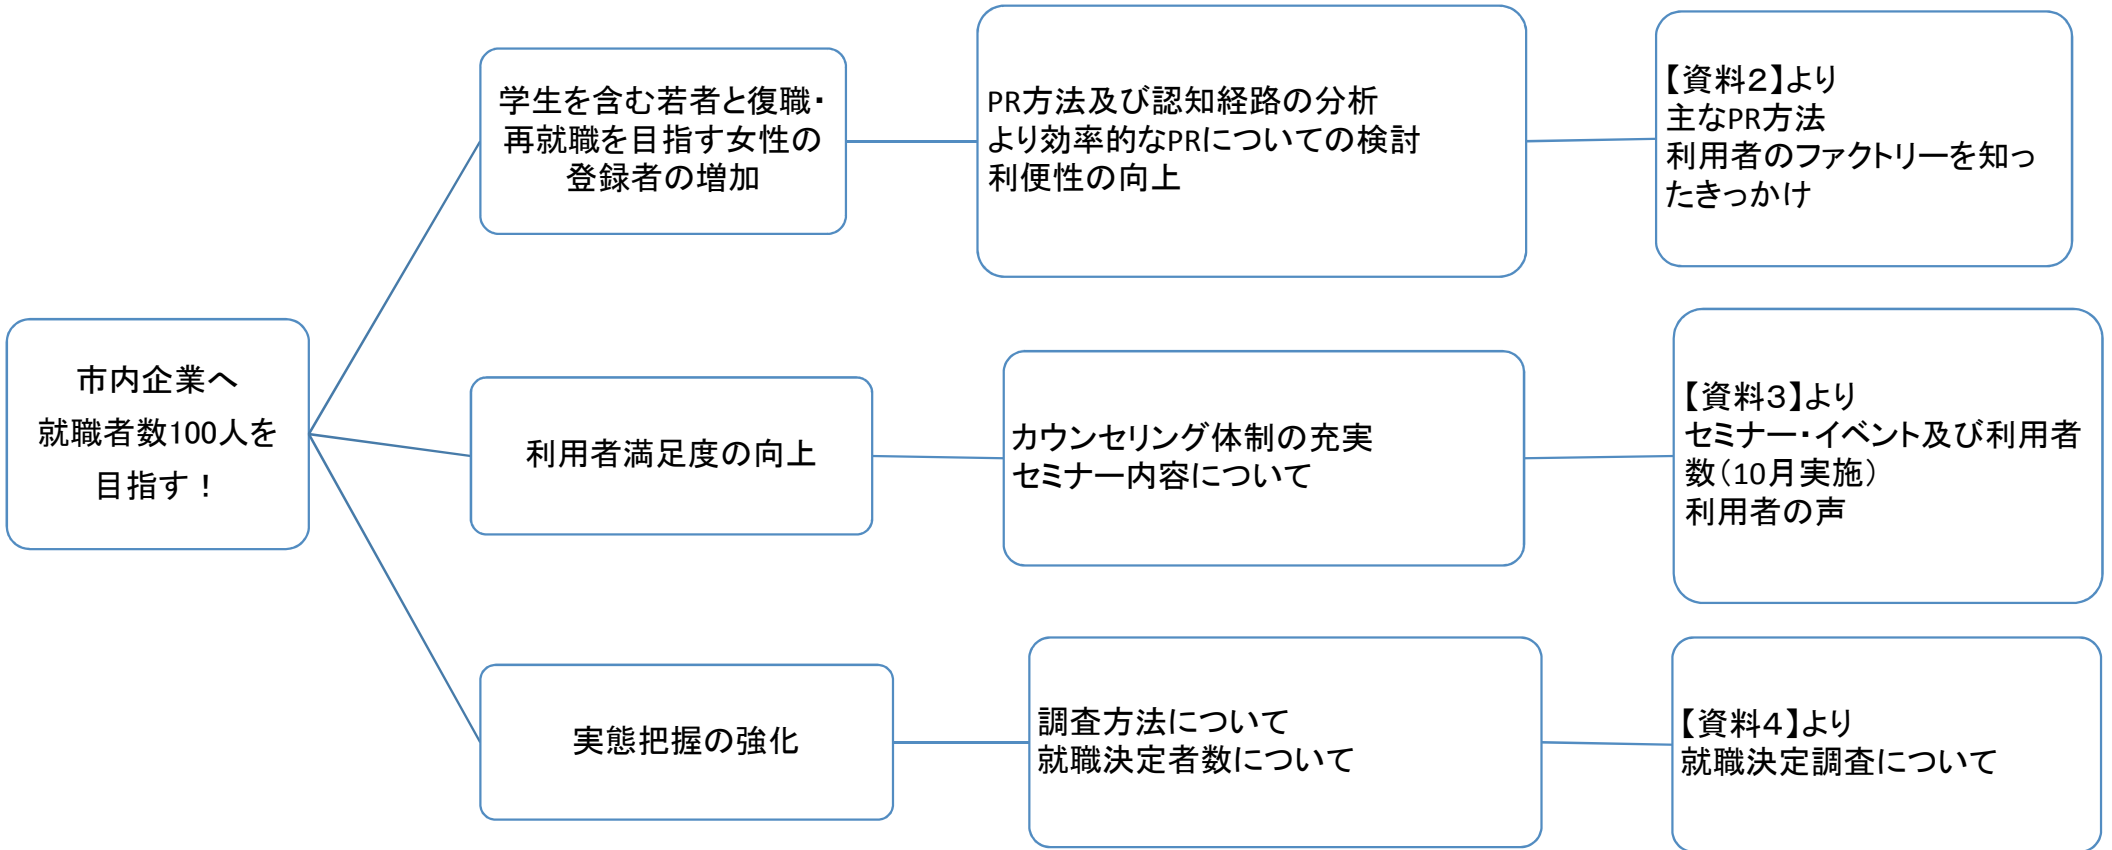 学生を含む若者と復職・
再就職を目指す女性の
登録者の増加
PR方法及び認知経路の分析
より効率的なPRについての検討
利便性の向上
【資料２】より
主なPR方法
利用者のファクトリーを知っ
たきっかけ
市内企業へ
就職者数100人を
目指す！
利用者満足度の向上
カウンセリング体制の充実
セミナー内容について
【資料３】より
セミナー・イベント及び利用者
数（10月実施）
利用者の声
実態把握の強化
調査方法について
就職決定者数について
【資料４】より
就職決定調査について